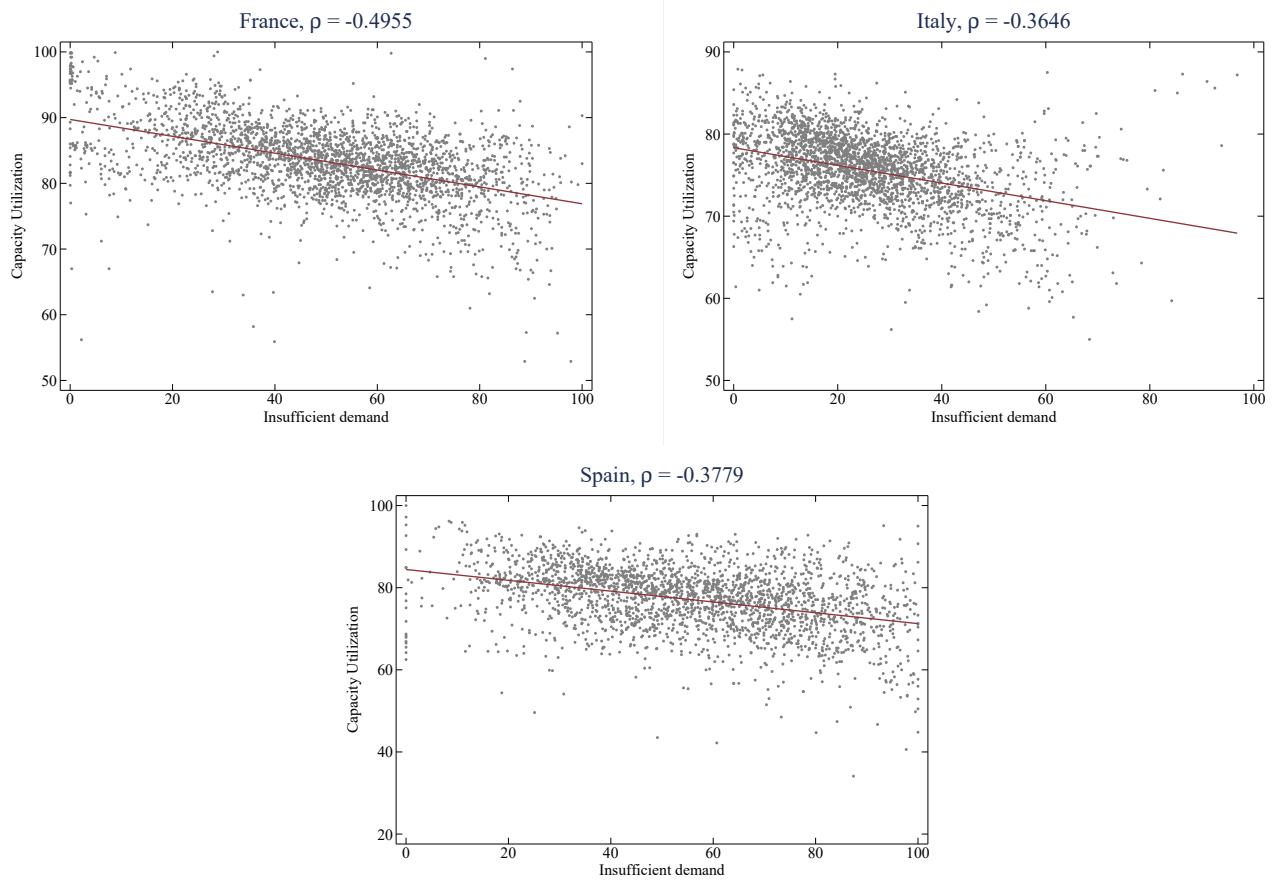 France, ρ = -0.4955
100
90
80
70
60
50
Capacity Utilization
0 20 40 60 80 100
Insufficient demand
Italy, ρ = -0.3646
90
80
70
60
50
Capacity Utilization
0 20 40 60 80 100
Insufficient demand
Spain, ρ = -0.3779
100
80
60
40
20
Capacity Utilization
0 20 40 60 80 100
Insufficient demand